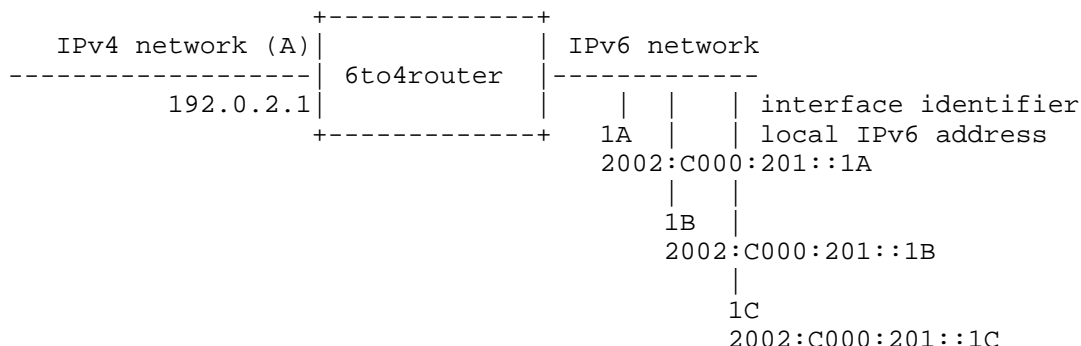 IPv4 network (A) IPv6 network
6to4router
192.0.2.1 interface identifier
1A local IPv6 address
2002:C000:201::1A
1B
2002:C000:201::1B
1C
2002:C000:201::1C